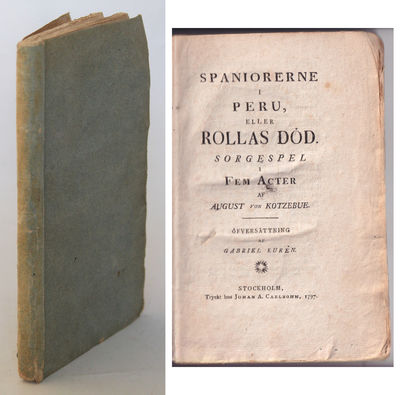 SPANIORERNE
I
PERU,
ELLER
ROLLAS DÖD.
SORGESPEL
I
FEM ACTER
AF
AUGUST VON KOTZEBUE.
ÖFVERSÄTTNING
AF
GABRIEL EURÉN.
STOCKHOLM,
Tryckt hos JOHAN A. CARLBOHM, 1797.